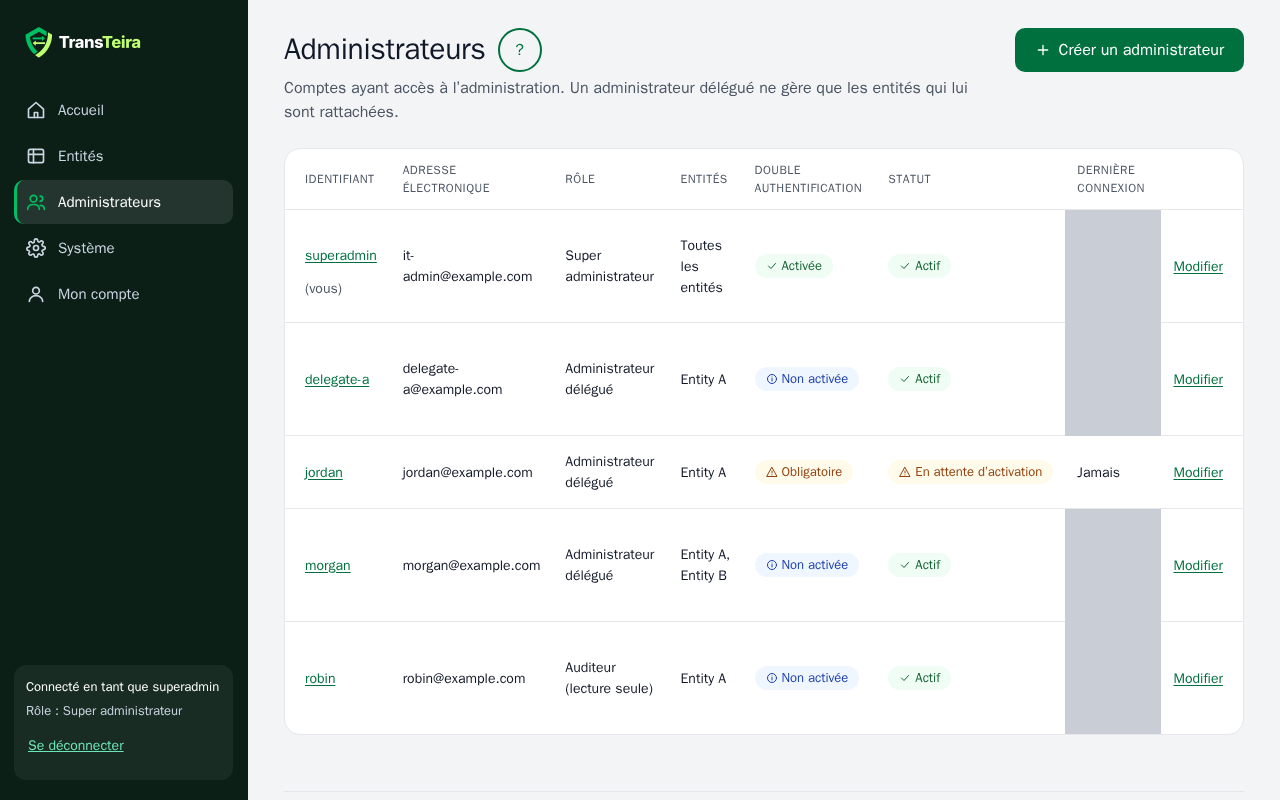 TransTeira
Accueil
Entités
Administrateurs
Système
Mon compte
Connecté en tant que superadmin
Rôle : Super administrateur
Se déconnecter
Administrateurs ?
+ Créer un administrateur
Comptes ayant accès à l'administration. Un administrateur délégué ne gère que les entités qui lui
sont rattachées.
IDENTIFIANT
ADRESSE
ÉLECTRONIQUE
RÔLE
ENTITÉS
DOUBLE
AUTHENTIFICATION
STATUT
DERNIÈRE
CONNEXION
superadmin
(vous)
it-
admin@example.com
Super
administrateur
Toutes
les
entités
Activée
Actif
Modifier
delegate-a
delegate-
a@example.com
Administrateur
délégué
Entity A
Non activée
Actif
Modifier
jordan
jordan@example.com
Administrateur
délégué
Entity A
Obligatoire
En attente d'activation
Jamais
Modifier
morgan
morgan@example.com
Administrateur
délégué
Entity A,
Entity B
Non activée
Actif
Modifier
robin
robin@example.com
Auditeur
(lecture seule)
Entity A
Non activée
Actif
Modifier